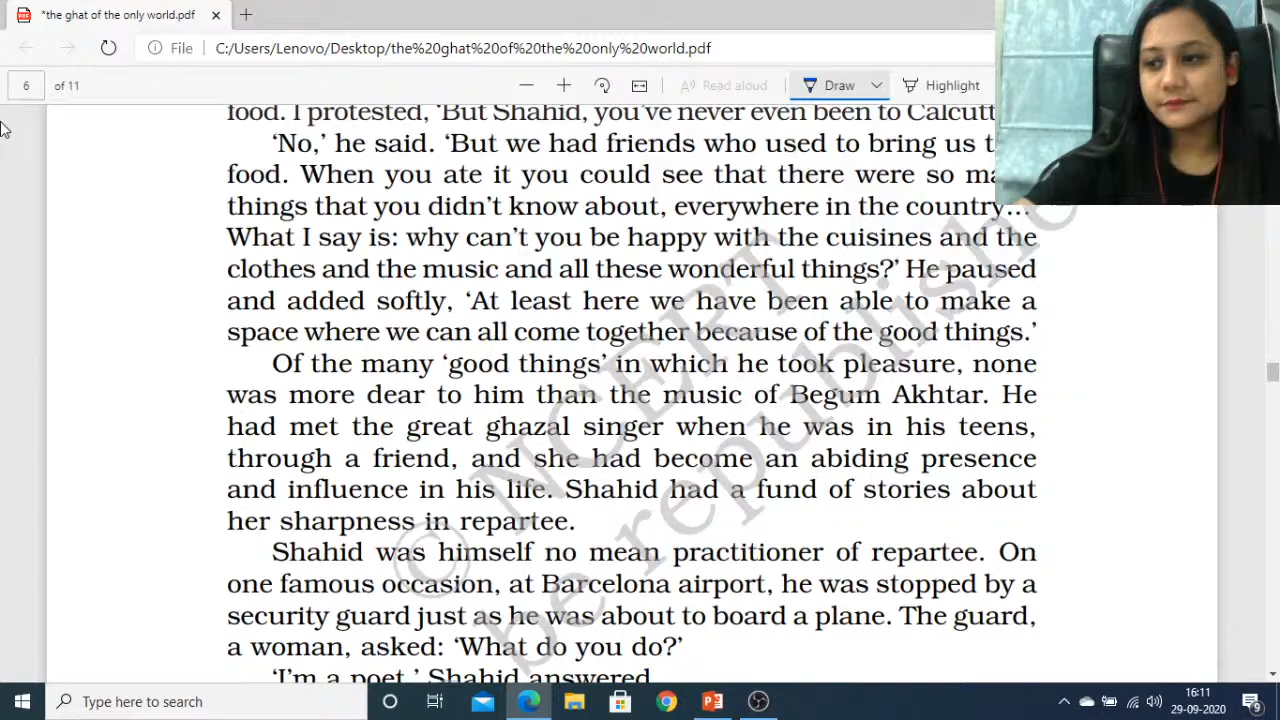 *the ghat of the only world.pdf
File
C:/Users/Lenovo/Desktop/the%20ghat%20of%20the%20only%20world.pdf
6 of 11
Read aloud
Draw
Highlight
food. I protested, ‘But Shahid, you’ve never even been to
‘No,’ he said. ‘But we had friends who used to bring us
food. When you ate it you could see that there were so
things that you didn’t know about, everywhere in the country...
What I say is: why can’t you be happy with the cuisines and the
clothes and the music and all these wonderful things?’ He paused
and added softly, ‘At least here we have been able to make a
space where we can all come together because of the good things.’
Of the many ‘good things’ in which he took pleasure, none
was more dear to him than the music of Begum Akhtar. He
had met the great ghazal singer when he was in his teens,
through a friend, and she had become an abiding presence
and influence in his life. Shahid had a fund of stories about
her sharpness in repartee.
Shahid was himself no mean practitioner of repartee. On
one famous occasion, at Barcelona airport, he was stopped by a
security guard just as he was about to board a plane. The guard,
a woman, asked: ‘What do you do?’
‘I’m a poet,’ Shahid answered.
© NCERT
be republishe
Type here to search
16:11
29-09-2020
9